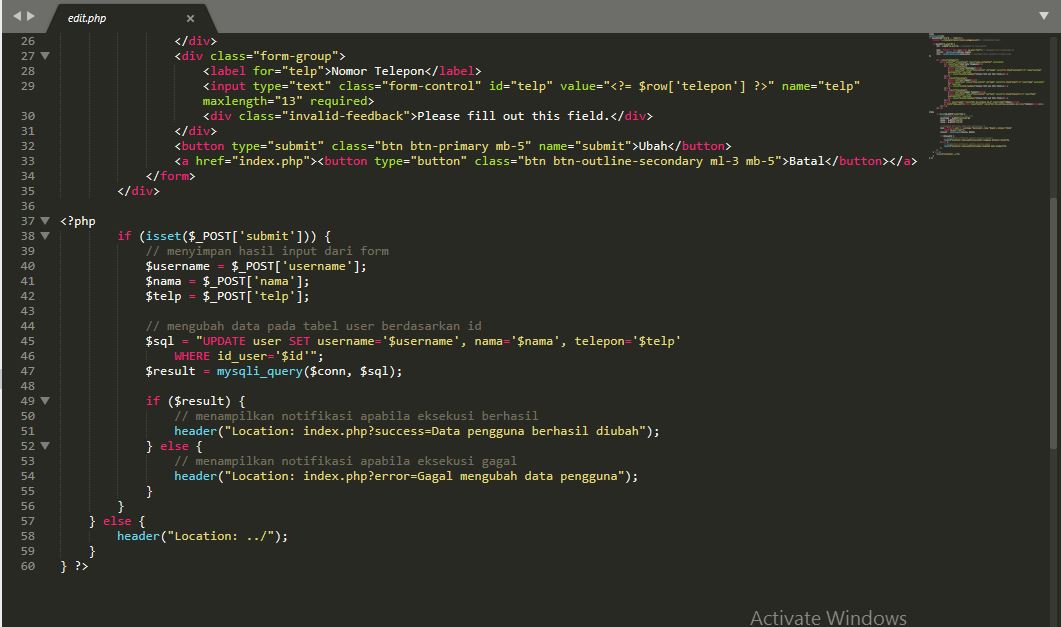 edit.php
26 </div>
27 <div class="form-group">
28 <label for="telp">Nomor Telepon</label>
29 <input type="text" class="form-control" id="telp" value="<?= $row['telepon'] ?>" name="telp"
maxlength="13" required>
30 <div class="invalid-feedback">Please fill out this field.</div>
31 </div>
32 <button type="submit" class="btn btn-primary mb-5" name="submit">Ubah</button>
33 <a href="index.php"><button type="button" class="btn btn-outline-secondary ml-3 mb-5">Batal</button></a>
34 </form>
35 </div>
36
37 <?php
38 if (isset($_POST['submit'])) {
39 // menyimpan hasil input dari form
40 $username = $_POST['username'];
41 $nama = $_POST['nama'];
42 $telp = $_POST['telp'];
43
44 // mengubah data pada tabel user berdasarkan id
45 $sql = "UPDATE user SET username='$username', nama='$nama', telepon='$telp'
46 WHERE id_user='$id'";
47 $result = mysqli_query($conn, $sql);
48
49 if ($result) {
50 // menampilkan notifikasi apabila eksekusi berhasil
51 header("Location: index.php?success=Data pengguna berhasil diubah");
52 } else {
53 // menampilkan notifikasi apabila eksekusi gagal
54 header("Location: index.php?error=Gagal mengubah data pengguna");
55 }
56 }
57 } else {
58 header("Location: ../");
59 }
60 } ?>
Activate Windows